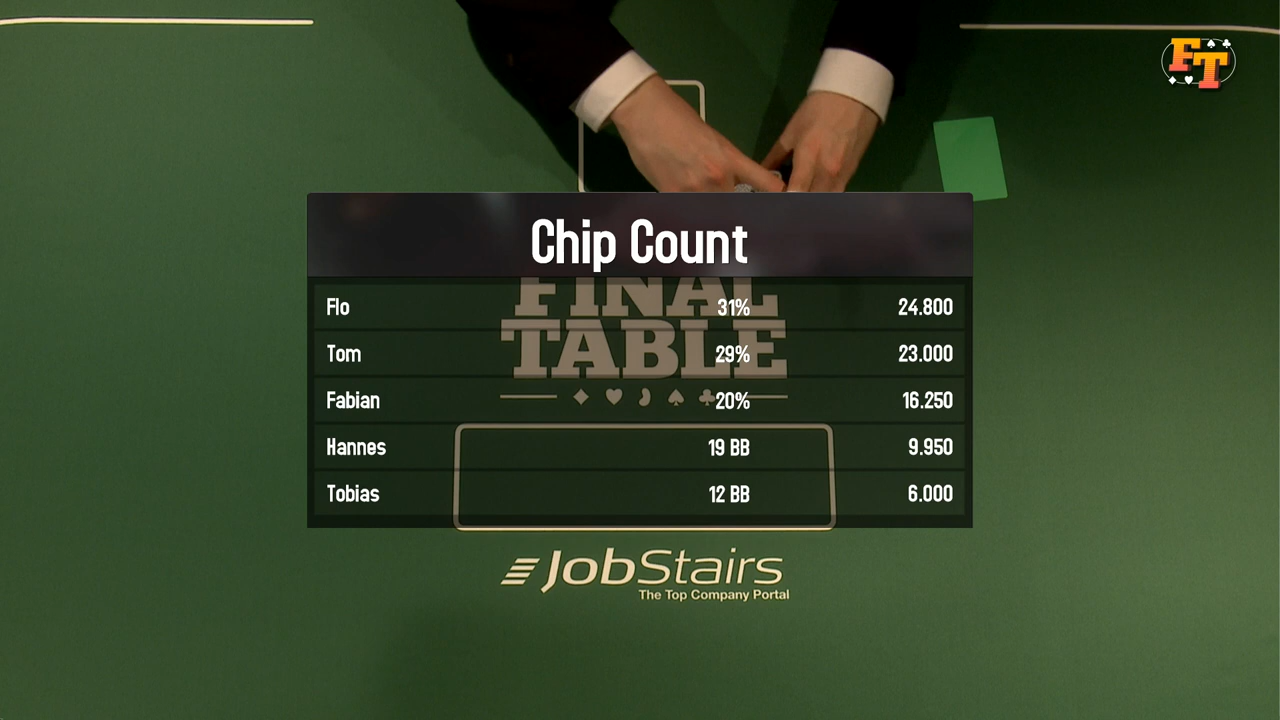 FT
Chip Count
FINAL
TABLE
Flo 31% 24.800
Tom 29% 23.000
Fabian 20% 16.250
Hannes 19 BB 9.950
Tobias 12 BB 6.000
JobStairs
The Top Company Portal